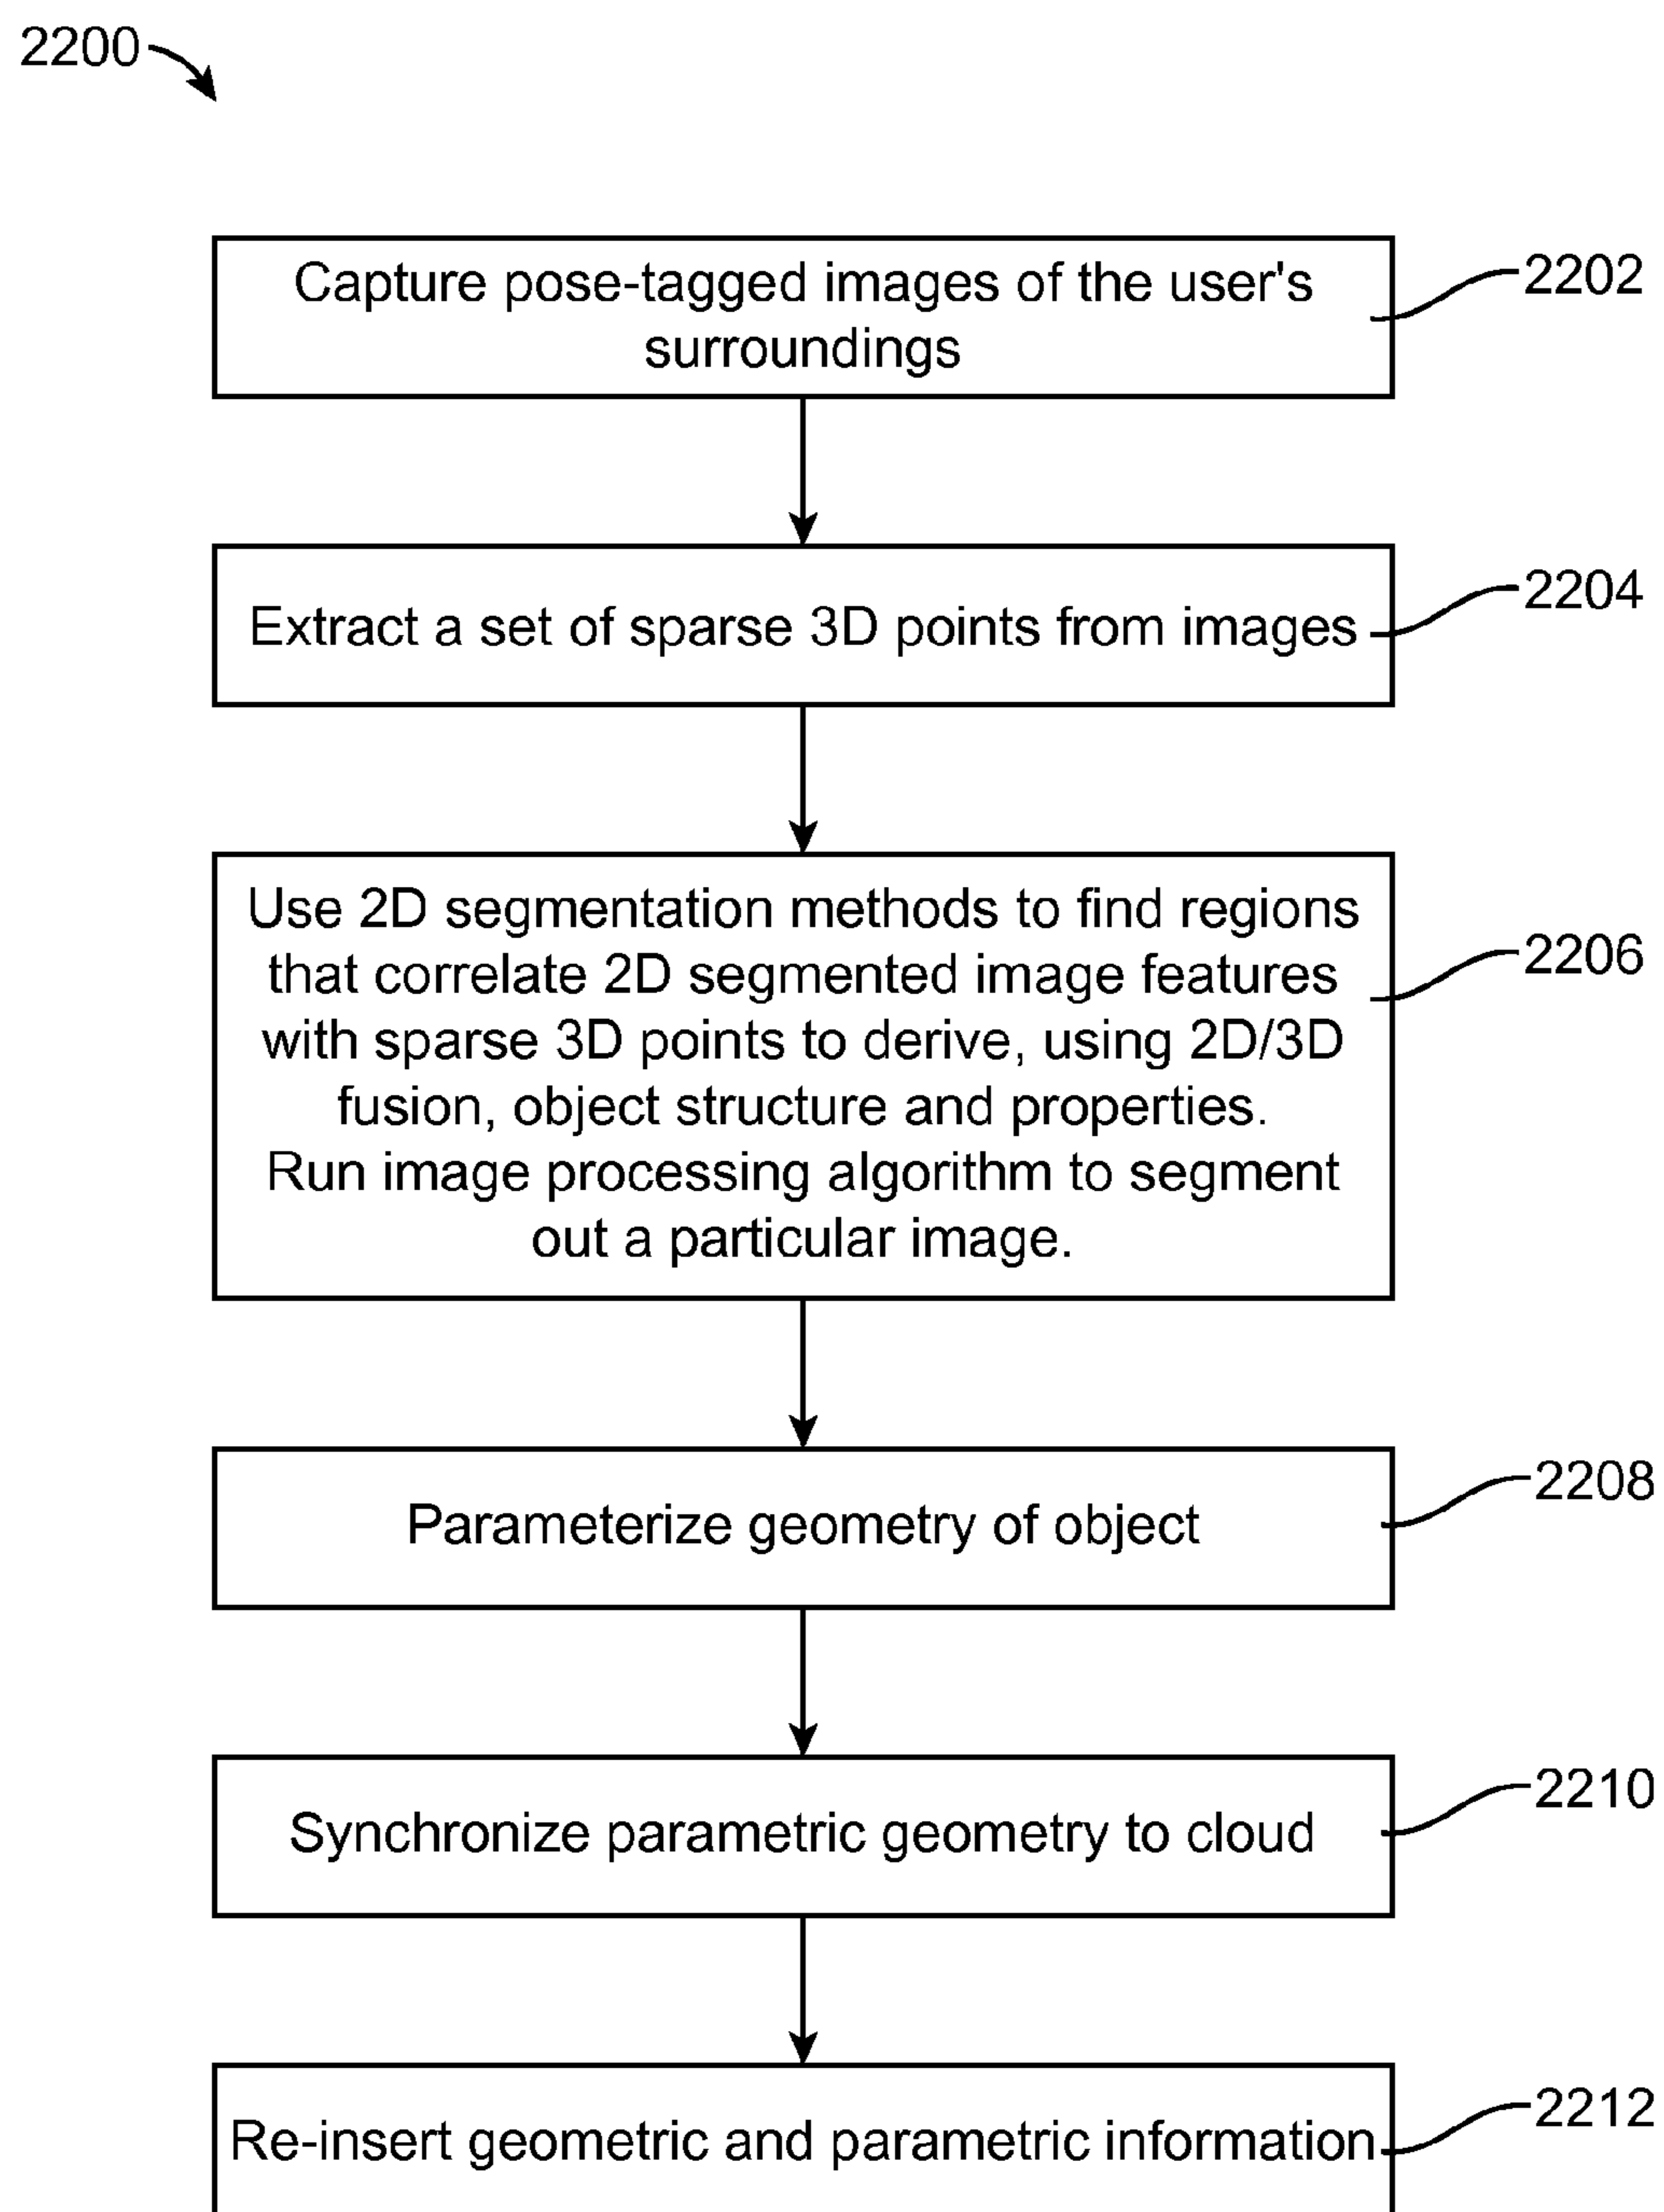 2200
Capture pose-tagged images of the user's
surroundings
2202
Extract a set of sparse 3D points from images
2204
Use 2D segmentation methods to find regions
that correlate 2D segmented image features
with sparse 3D points to derive, using 2D/3D
fusion, object structure and properties.
Run image processing algorithm to segment
out a particular image.
2206
Parameterize geometry of object
2208
Synchronize parametric geometry to cloud
2210
Re-insert geometric and parametric information
2212